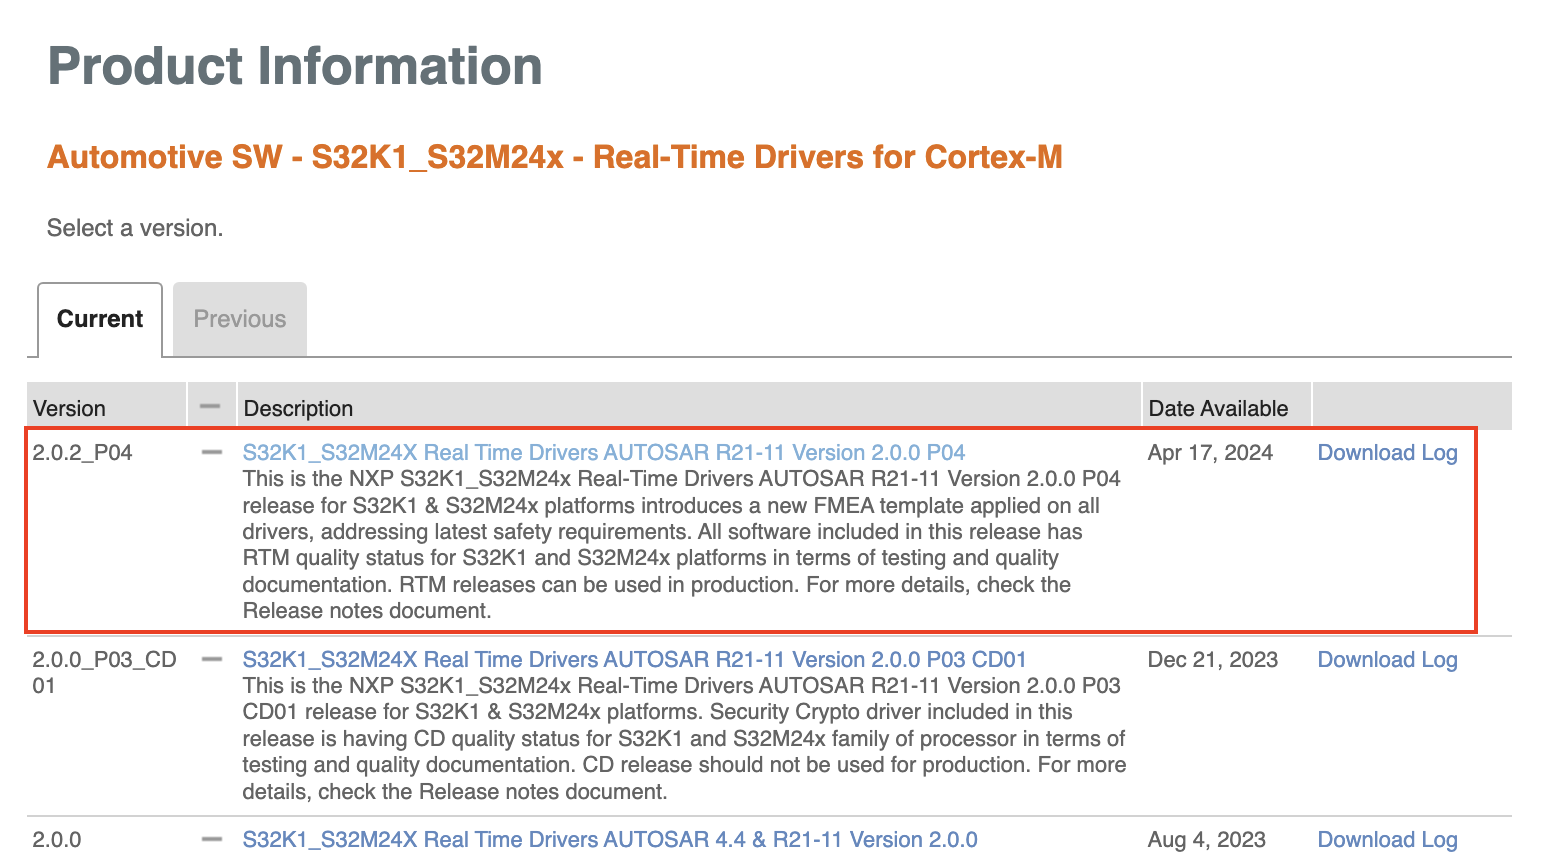 Product Information
Automotive SW - S32K1_S32M24x - Real-Time Drivers for Cortex-M
Select a version.
Current Previous
Version Description Date Available
2.0.2_P04 S32K1_S32M24X Real Time Drivers AUTOSAR R21-11 Version 2.0.0 P04 Apr 17, 2024 Download Log
This is the NXP S32K1_S32M24x Real-Time Drivers AUTOSAR R21-11 Version 2.0.0 P04
release for S32K1 & S32M24x platforms introduces a new FMEA template applied on all
drivers, addressing latest safety requirements. All software included in this release has
RTM quality status for S32K1 and S32M24x platforms in terms of testing and quality
documentation. RTM releases can be used in production. For more details, check the
Release notes document.
2.0.0_P03_CD S32K1_S32M24X Real Time Drivers AUTOSAR R21-11 Version 2.0.0 P03 CD01 Dec 21, 2023 Download Log
01 This is the NXP S32K1_S32M24x Real-Time Drivers AUTOSAR R21-11 Version 2.0.0 P03
CD01 release for S32K1 & S32M24x platforms. Security Crypto driver included in this
release is having CD quality status for S32K1 and S32M24x family of processor in terms of
testing and quality documentation. CD release should not be used for production. For more
details, check the Release notes document.
2.0.0 S32K1_S32M24X Real Time Drivers AUTOSAR 4.4 & R21-11 Version 2.0.0 Aug 4, 2023 Download Log